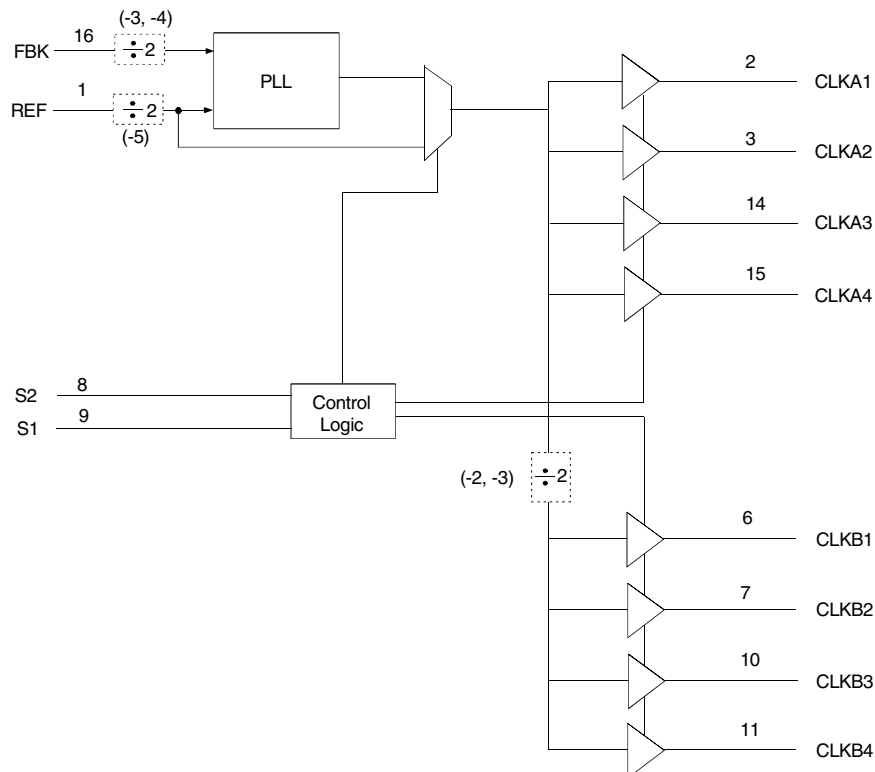 (-3, -4)
FBK 16 ÷ 2
PLL
REF 1 ÷ 2
(-5)
2 CLKA1
3 CLKA2
14 CLKA3
15 CLKA4
S2 8
S1 9
Control
Logic
(-2, -3) ÷ 2
6 CLKB1
7 CLKB2
10 CLKB3
11 CLKB4